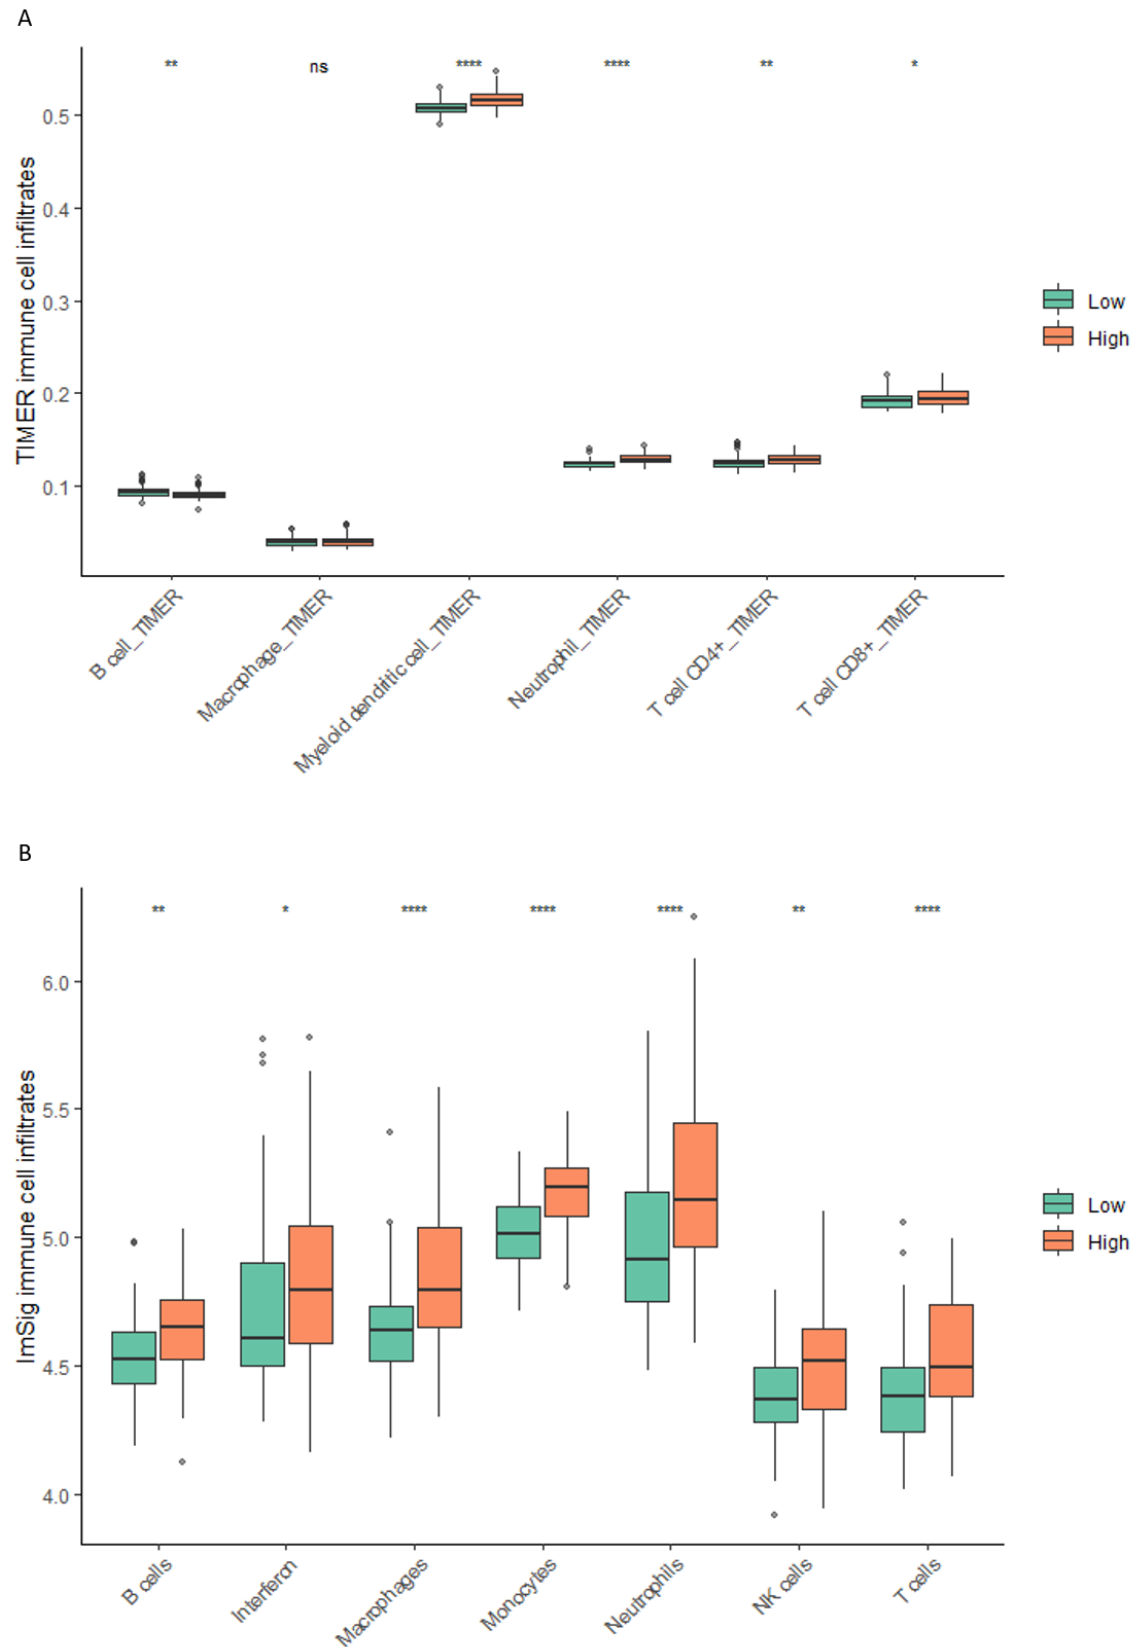 A
** ns **** **** ** *
TIMER immune cell infiltrates
0.5
0.4
0.3
0.2
0.1
Low
High
B cell_TIMER
Macrophage_TIMER
Myeloid dendritic cell_TIMER
Neutrophil_TIMER
T cell CD4+_TIMER
T cell CD8+_TIMER
B
** * **** **** **** ** ****
ImSig immune cell infiltrates
6.0
5.5
5.0
4.5
4.0
Low
High
B cells
Interferon
Macrophages
Monocytes
Neutrophils
NK cells
T cells